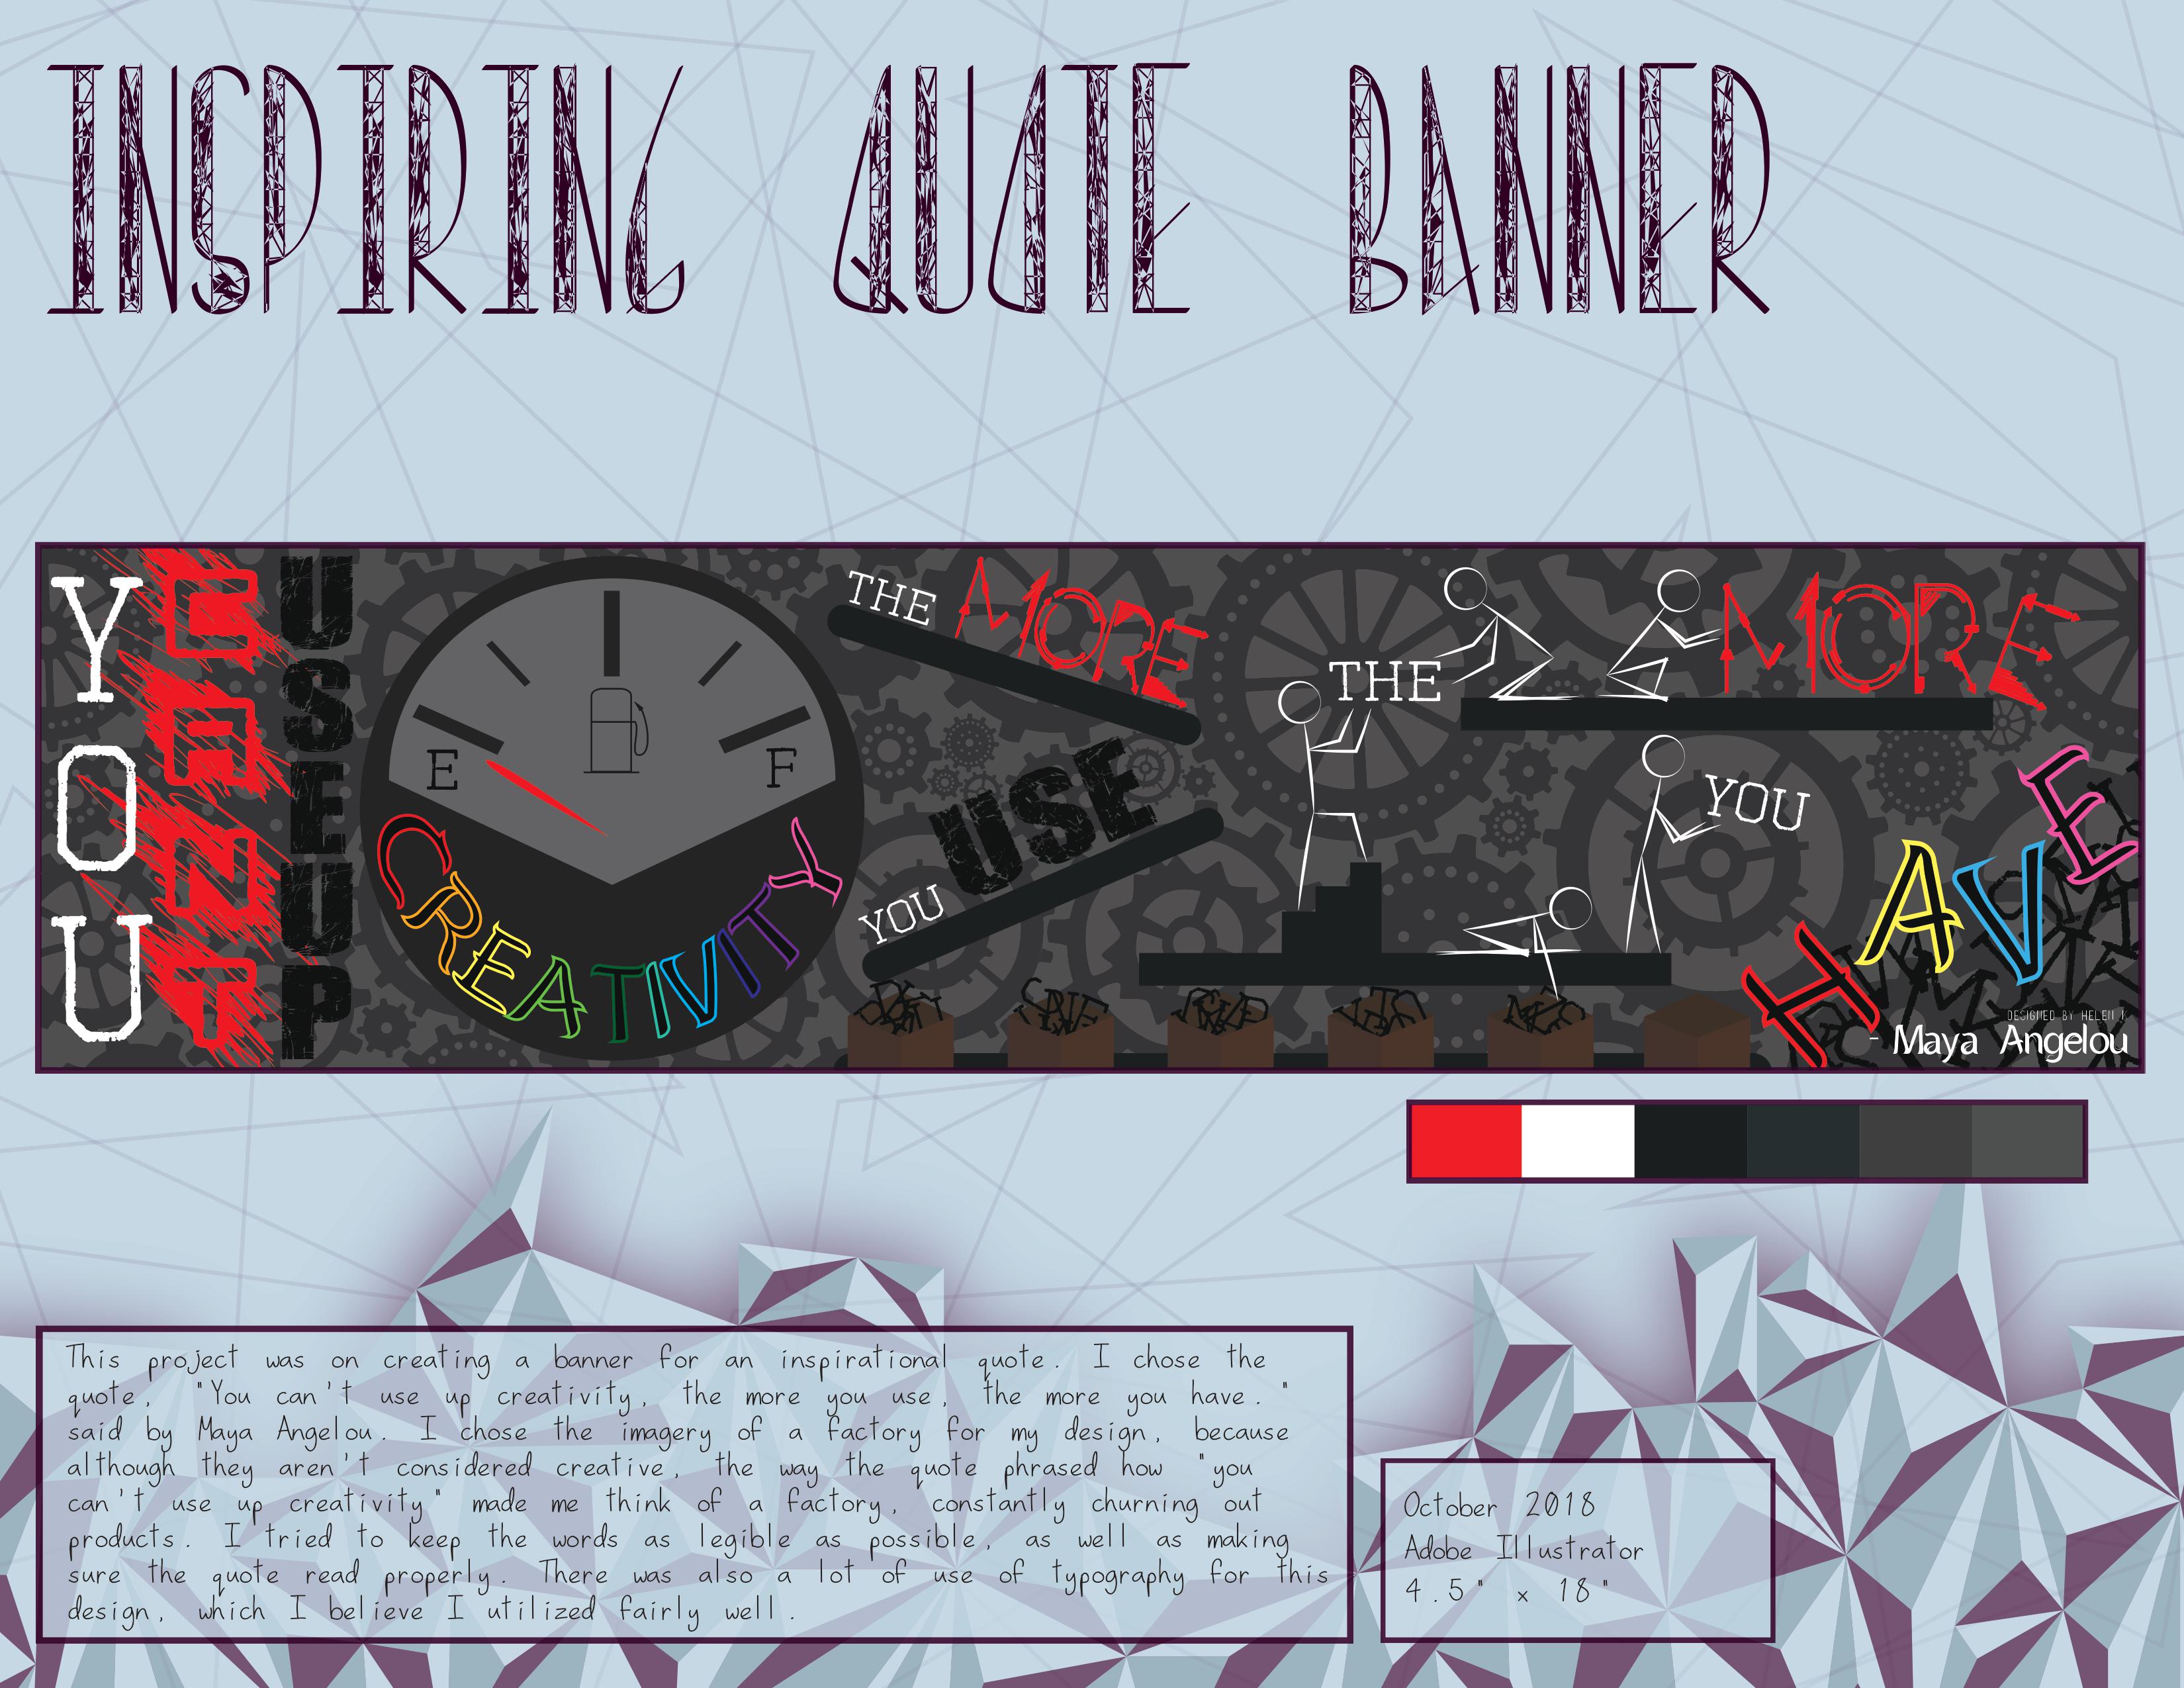 INSPIRING QUOTE BANNER
YOU
CAN'T
USE UP
E F
CREATIVITY
THE MORE
YOU USE
THE MORE
YOU
HAVE
DESIGNED BY HELEN K
- Maya Angelou
This project was on creating a banner for an inspirational quote. I chose the
quote, "You can't use up creativity, the more you use, the more you have."
said by Maya Angelou. I chose the imagery of a factory for my design, because
although they aren't considered creative, the way the quote phrased how "you
can't use up creativity" made me think of a factory, constantly churning out
products. I tried to keep the words as legible as possible, as well as making
sure the quote read properly. There was also a lot of use of typography for this
design, which I believe I utilized fairly well.
October 2018
Adobe Illustrator
4.5" x 18"